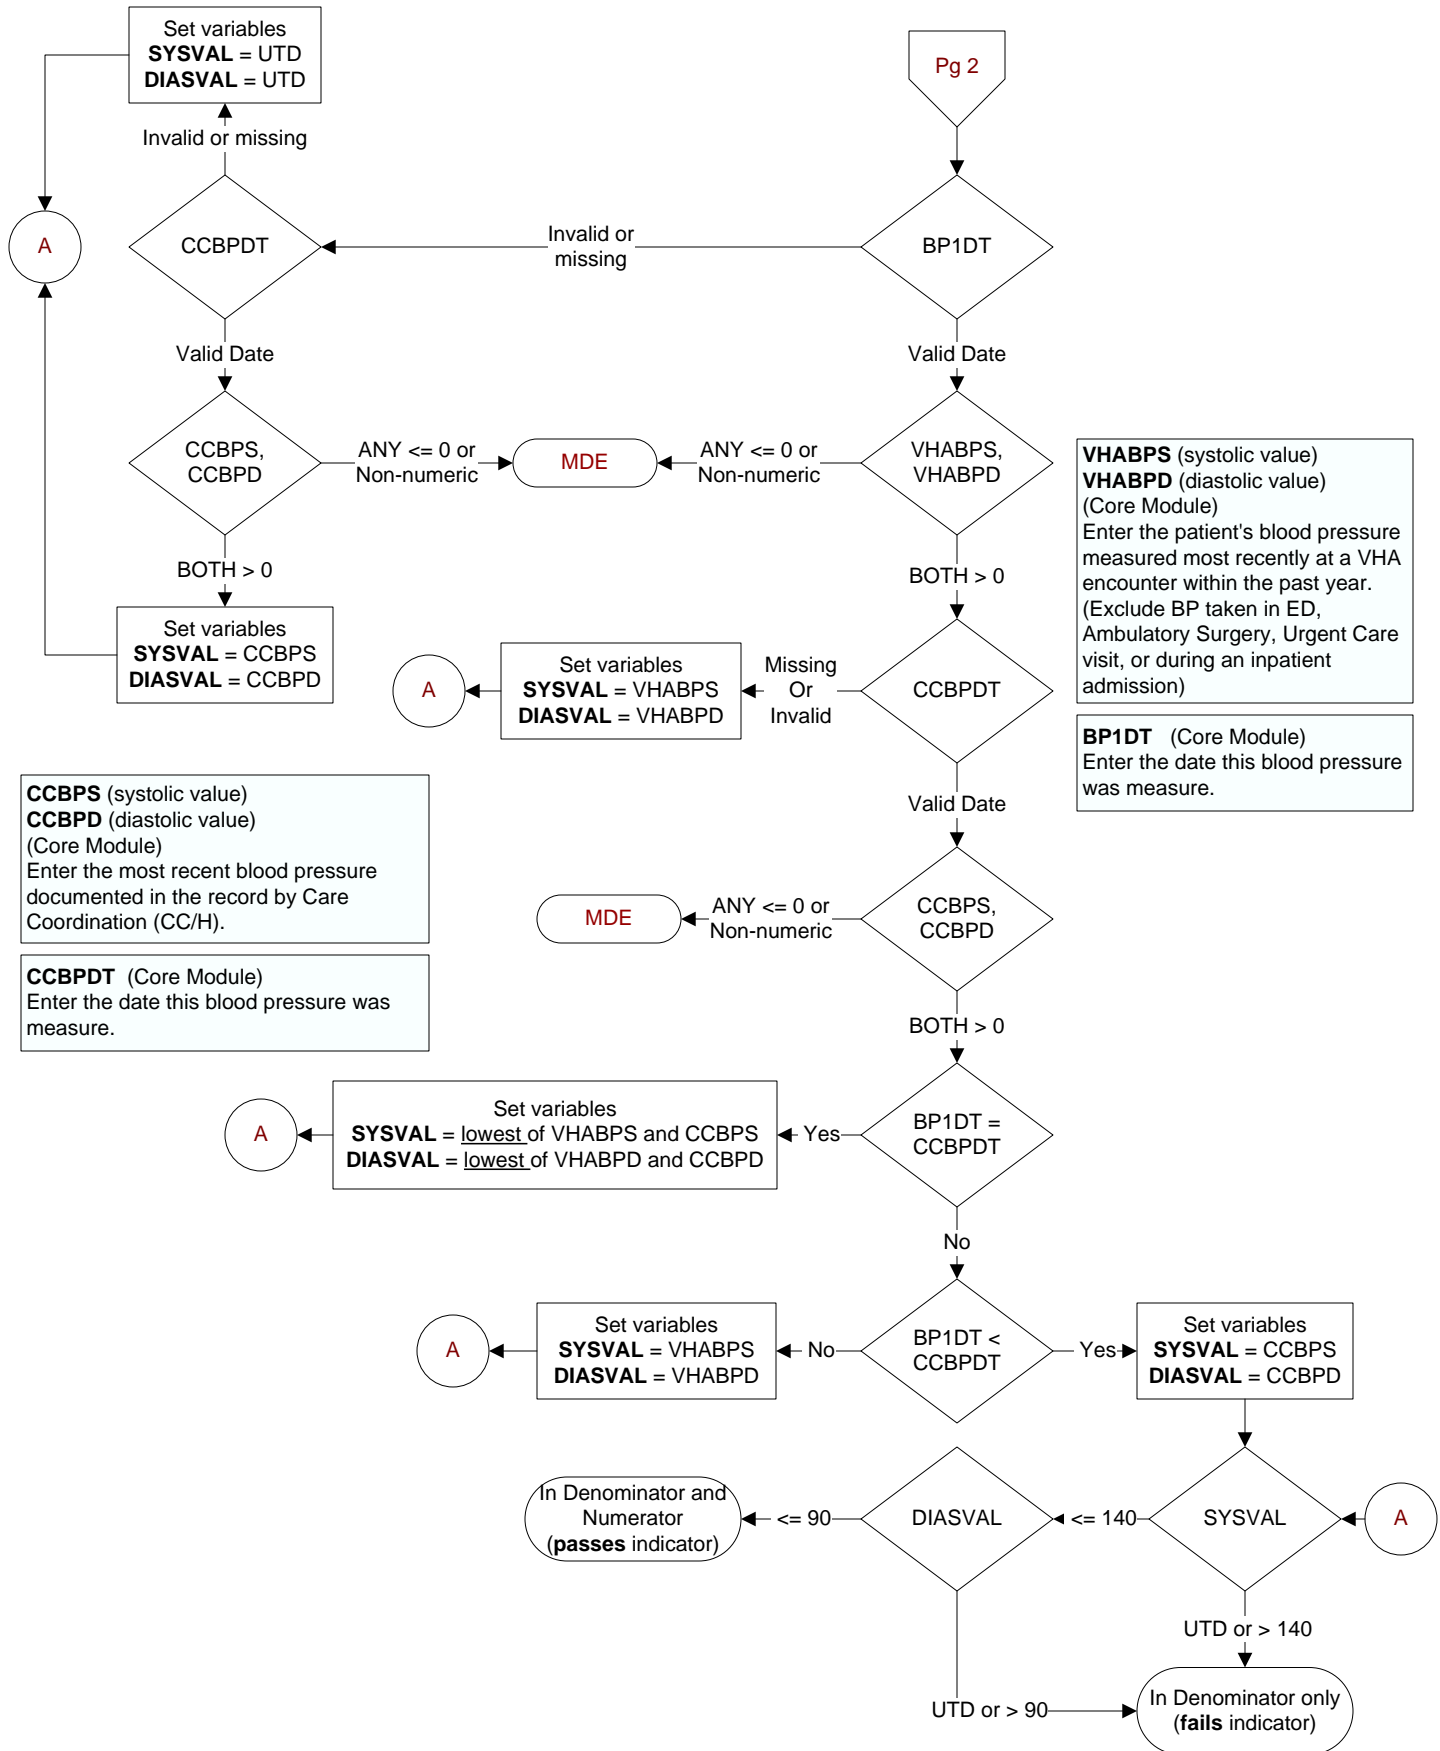 Set variables
SYSVAL = UTD
DIASVAL = UTD
Pg 2
Invalid or missing
A
CCBPDT
Invalid or
missing
BP1DT
Valid Date
Valid Date
CCBPS,
CCBPD
ANY <= 0 or
Non-numeric
MDE
ANY <= 0 or
Non-numeric
VHABPS,
VHABPD
VHABPS (systolic value)
VHABPD (diastolic value)
(Core Module)
Enter the patient's blood pressure
measured most recently at a VHA
encounter within the past year.
(Exclude BP taken in ED,
Ambulatory Surgery, Urgent Care
visit, or during an inpatient
admission)
BOTH > 0
BOTH > 0
Set variables
SYSVAL = CCBPS
DIASVAL = CCBPD
A
Set variables
SYSVAL = VHABPS
DIASVAL = VHABPD
Missing
Or
Invalid
CCBPDT
BP1DT (Core Module)
Enter the date this blood pressure
was measure.
CCBPS (systolic value)
CCBPD (diastolic value)
(Core Module)
Enter the most recent blood pressure
documented in the record by Care
Coordination (CC/H).
Valid Date
MDE
ANY <= 0 or
Non-numeric
CCBPS,
CCBPD
CCBPDT (Core Module)
Enter the date this blood pressure was
measure.
BOTH > 0
A
Set variables
SYSVAL = lowest of VHABPS and CCBPS
DIASVAL = lowest of VHABPD and CCBPD
Yes
BP1DT =
CCBPDT
No
A
Set variables
SYSVAL = VHABPS
DIASVAL = VHABPD
No
BP1DT <
CCBPDT
Yes
Set variables
SYSVAL = CCBPS
DIASVAL = CCBPD
In Denominator and
Numerator
(passes indicator)
<= 90
DIASVAL
<= 140
SYSVAL
A
UTD or > 140
UTD or > 90
In Denominator only
(fails indicator)